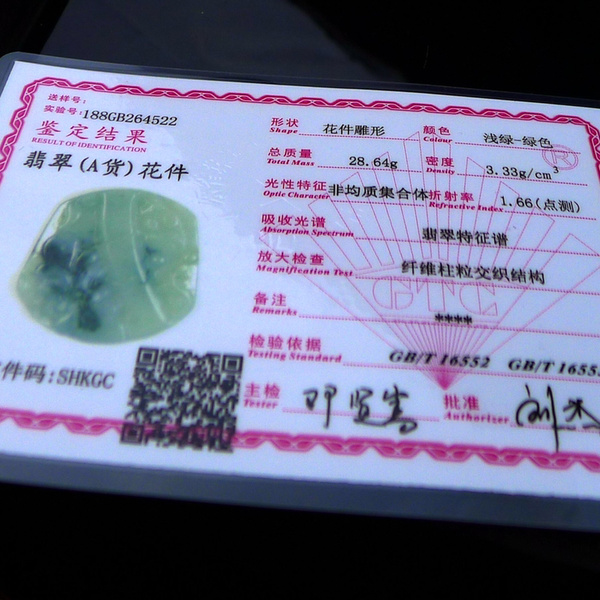 送样号:
实验号:188GB264522
鉴定结果
RESULT OF IDENTIFICATION
翡翠(A货)花件
件码:SHKGC
形状 花件雕形 颜色 浅绿-绿色
Shape Colour
总质量 28.64g 密度 3.33g/cm³
Total Mass Density
光性特征 非均质集合体 折射率 1.66(点测)
Optic Character Refractive Index
吸收光谱 翡翠特征谱
Absorption Spectrum
放大检查 纤维柱粒交织结构
Magnification Test
备注 ****
Remarks
检验依据 GB/T 16552 GB/T 1655
Testing Standard
主检 批准
Tester Authorizer
GTC
®